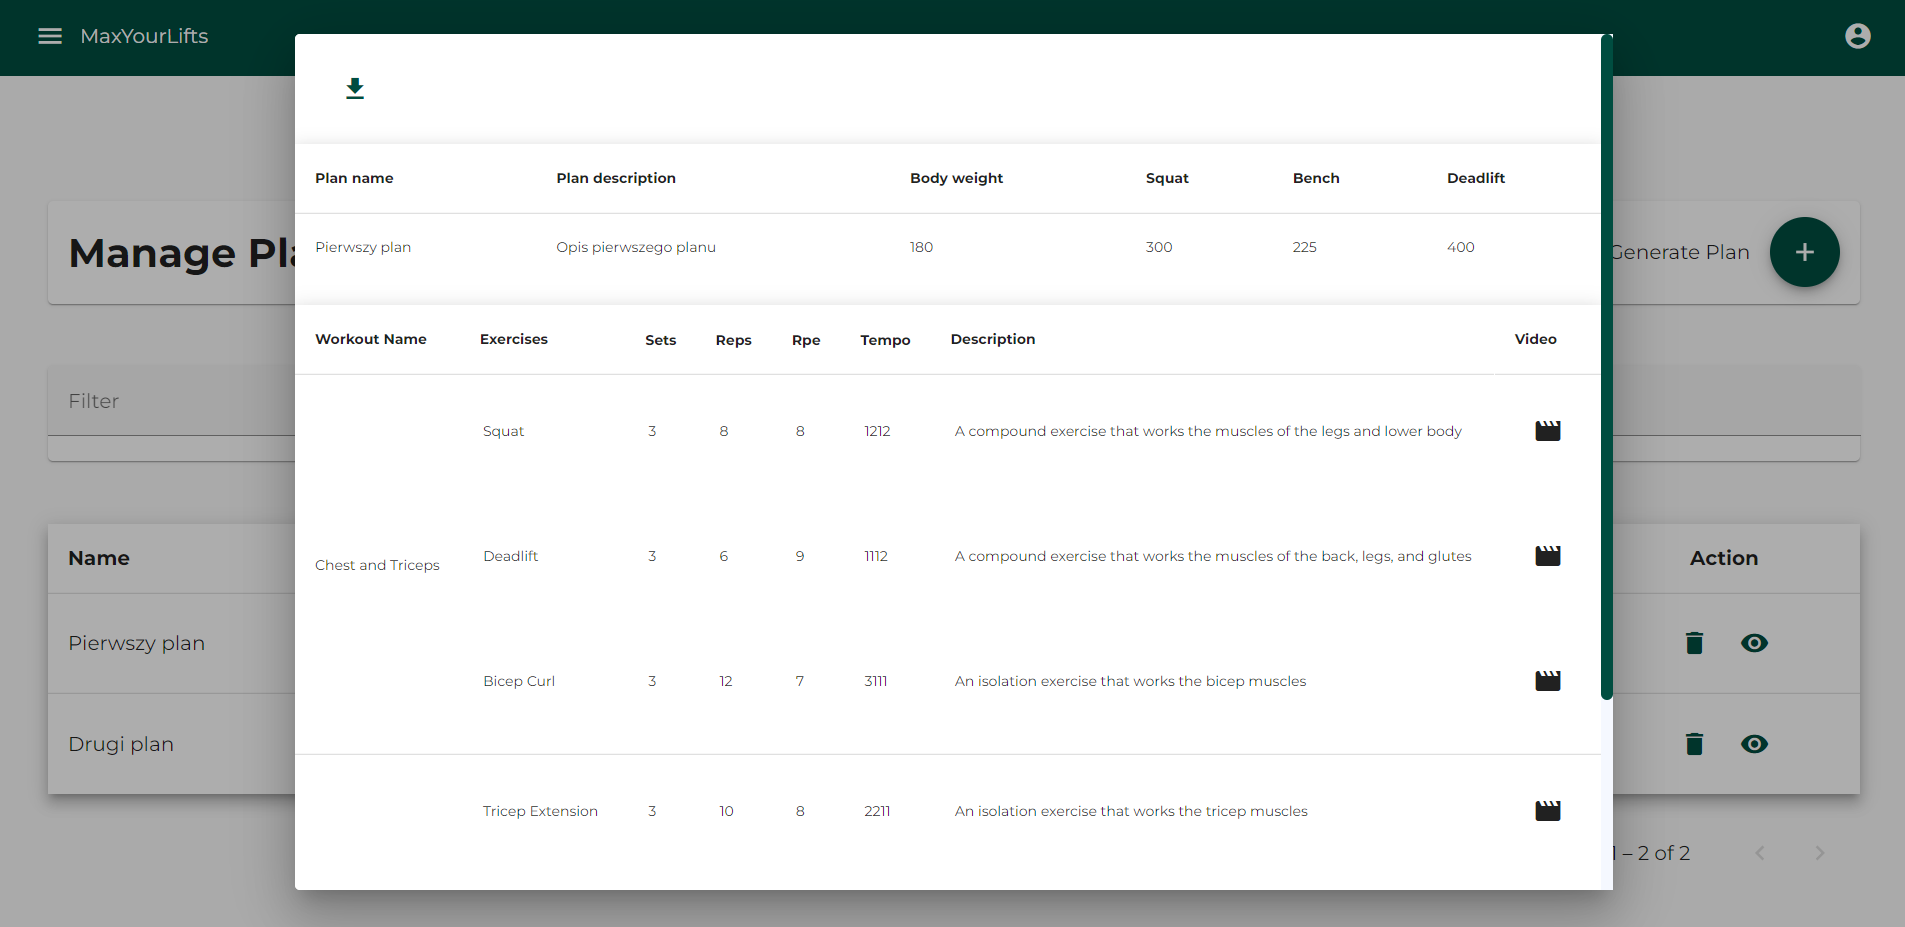 MaxYourLifts
Plan name Plan description Body weight Squat Bench Deadlift
Pierwszy plan Opis pierwszego planu 180 300 225 400
Workout Name Exercises Sets Reps Rpe Tempo Description Video
Squat 3 8 8 1212 A compound exercise that works the muscles of the legs and lower body
Chest and Triceps
Deadlift 3 6 9 1112 A compound exercise that works the muscles of the back, legs, and glutes
Bicep Curl 3 12 7 3111 An isolation exercise that works the bicep muscles
Tricep Extension 3 10 8 2211 An isolation exercise that works the tricep muscles
Manage
Generate Plan +
Filter
Name Action
Pierwszy plan
Drugi plan
– 2 of 2